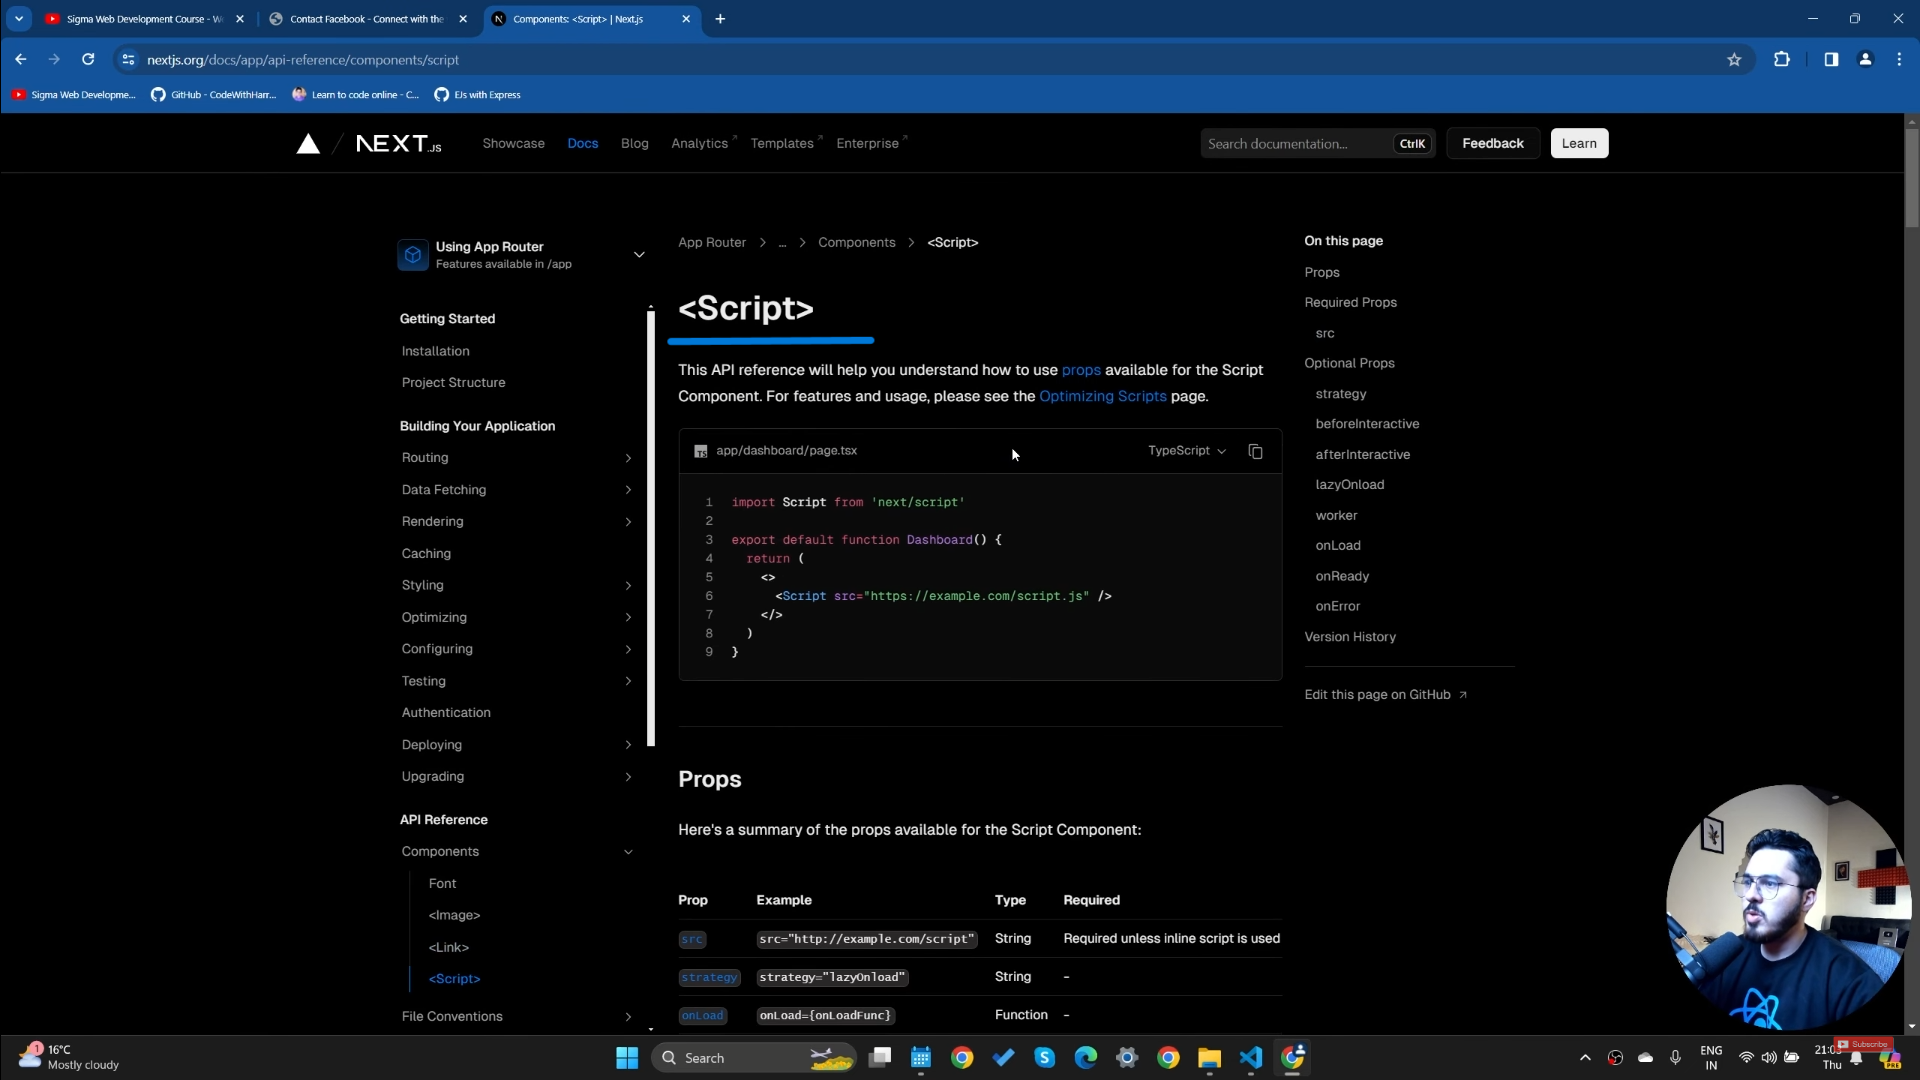 Sigma Web Development Course - W
Contact Facebook - Connect with the
Components: <Script> | Next.js
nextjs.org/docs/app/api-reference/components/script
Sigma Web Developme...
GitHub - CodeWithHarr...
Learn to code online - C...
EJs with Express
NEXT.JS
Showcase
Docs
Blog
Analytics
Templates
Enterprise
Search documentation...
CtrlK
Feedback
Learn
Using App Router
Features available in /app
Getting Started
Installation
Project Structure
Building Your Application
Routing
Data Fetching
Rendering
Caching
Styling
Optimizing
Configuring
Testing
Authentication
Deploying
Upgrading
API Reference
Components
Font
<Image>
<Link>
<Script>
File Conventions
App Router > ... > Components > <Script>
<Script>
This API reference will help you understand how to use props available for the Script
Component. For features and usage, please see the Optimizing Scripts page.
TS app/dashboard/page.tsx
TypeScript
1 import Script from 'next/script'
2
3 export default function Dashboard() {
4 return (
5 <>
6 <Script src="https://example.com/script.js" />
7 </>
8 )
9 }
Props
Here's a summary of the props available for the Script Component:
Prop Example Type Required
src src="http://example.com/script" String Required unless inline script is used
strategy strategy="lazyOnload" String -
onLoad onLoad={onLoadFunc} Function -
On this page
Props
Required Props
src
Optional Props
strategy
beforeInteractive
afterInteractive
lazyOnload
worker
onLoad
onReady
onError
Version History
Edit this page on GitHub
Subscribe
1
16°C
Mostly cloudy
Search
ENG
IN
Thu
PRE